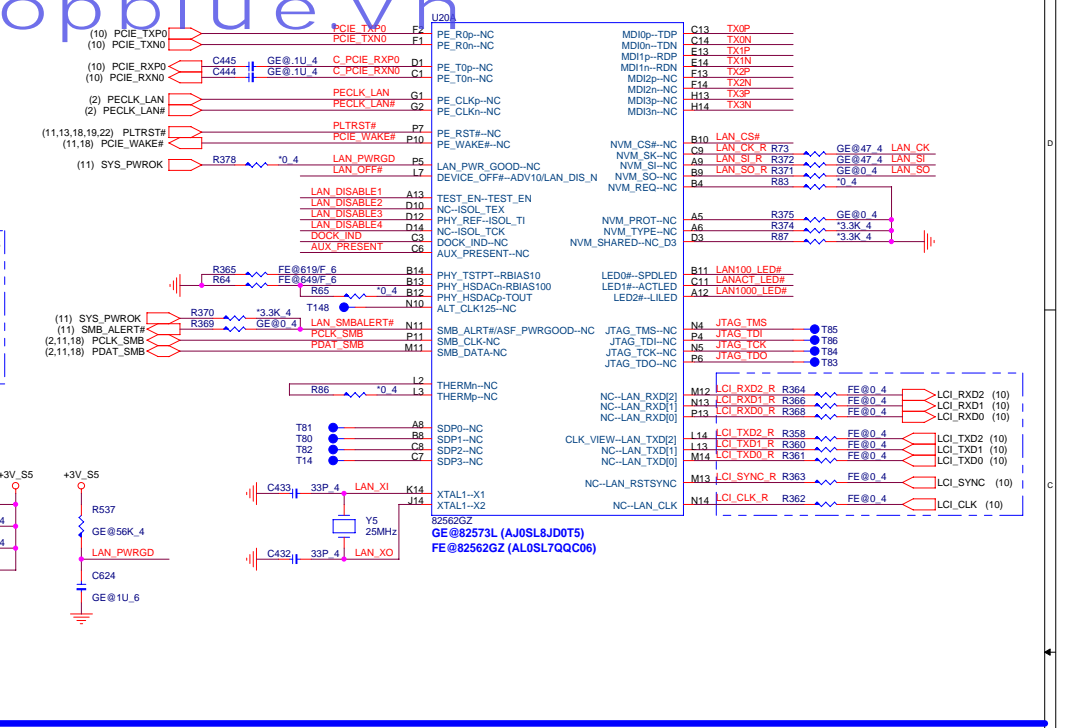 opblue.vn
U20A
(10) PCIE_TXP0 PCIE_TXP0 F2 PE_R0p--NC
(10) PCIE_TXN0 PCIE_TXN0 F1 PE_R0n--NC
(10) PCIE_RXP0 C445 GE@.1U_4 C_PCIE_RXP0 D1 PE_T0p--NC
(10) PCIE_RXN0 C444 GE@.1U_4 C_PCIE_RXN0 C1 PE_T0n--NC
(2) PECLK_LAN PECLK_LAN G1 PE_CLKp--NC
(2) PECLK_LAN# PECLK_LAN# G2 PE_CLKn--NC
(11,13,18,19,22) PLTRST# PLTRST# P7 PE_RST#--NC
(11,18) PCIE_WAKE# PCIE_WAKE# P10 PE_WAKE#--NC
(11) SYS_PWROK R378 *0_4 LAN_PWRGD P5 LAN_PWR_GOOD--NC
LAN_OFF# L7 DEVICE_OFF#--ADV10/LAN_DIS_N
LAN_DISABLE1 A13 TEST_EN--TEST_EN
LAN_DISABLE2 D10 NC--ISOL_TEX
LAN_DISABLE3 D12 PHY_REF--ISOL_TI
LAN_DISABLE4 D14 NC--ISOL_TCK
DOCK_IND C3 DOCK_IND--NC
AUX_PRESENT C6 AUX_PRESENT--NC
R365 FE@619/F_6 B14 PHY_TSTPT--RBIAS10
R64 FE@649/F_6 B13 PHY_HSDACn-RBIAS100
R65 *0_4 B12 PHY_HSDACp-TOUT
T148 N10 ALT_CLK125--NC
(11) SYS_PWROK R370 *3.3K_4
(11) SMB_ALERT# R369 GE@0_4 LAN_SMBALERT# N11 SMB_ALRT#/ASF_PWRGOOD--NC
(2,11,18) PCLK_SMB PCLK_SMB P11 SMB_CLK-NC
(2,11,18) PDAT_SMB PDAT_SMB M11 SMB_DATA-NC
L2 THERMn--NC
R86 *0_4 L3 THERMp--NC
T81 A8 SDP0--NC
T80 B8 SDP1--NC
T82 C8 SDP2--NC
T14 C7 SDP3--NC
C433 33P_4 LAN_XI K14 XTAL1--X1
J14 XTAL1--X2
Y5
25MHz
C432 33P_4 LAN_XO
MDI0p--TDP C13 TX0P
MDI0n--TDN C14 TX0N
MDI1p--RDP E13 TX1P
MDI1n--RDN E14 TX1N
MDI2p--NC F13 TX2P
MDI2n--NC F14 TX2N
MDI3p--NC H13 TX3P
MDI3n--NC H14 TX3N
NVM_CS#--NC B10 LAN_CS#
NVM_SK--NC C9 LAN_CK_R R73 GE@47_4 LAN_CK
NVM_SI--NC A9 LAN_SI_R R372 GE@47_4 LAN_SI
NVM_SO--NC B9 LAN_SO_R R371 GE@0_4 LAN_SO
NVM_REQ--NC B4 R83 *0_4
NVM_PROT--NC A5 R375 GE@0_4
NVM_TYPE--NC A6 R374 *3.3K_4
NVM_SHARED--NC_D3 D3 R87 *3.3K_4
LED0#--SPDLED B11 LAN100_LED#
LED1#--ACTLED C11 LANACT_LED#
LED2#--LILED A12 LAN1000_LED#
JTAG_TMS--NC N4 JTAG_TMS T85
JTAG_TDI--NC P4 JTAG_TDI T86
JTAG_TCK--NC N5 JTAG_TCK T84
JTAG_TDO--NC P6 JTAG_TDO T83
NC--LAN_RXD[2] M12 LCI_RXD2_R R364 FE@0_4 LCI_RXD2 (10)
NC--LAN_RXD[1] N13 LCI_RXD1_R R366 FE@0_4 LCI_RXD1 (10)
NC--LAN_RXD[0] P13 LCI_RXD0_R R368 FE@0_4 LCI_RXD0 (10)
CLK_VIEW--LAN_TXD[2] L14 LCI_TXD2_R R358 FE@0_4 LCI_TXD2 (10)
NC--LAN_TXD[1] L13 LCI_TXD1_R R360 FE@0_4 LCI_TXD1 (10)
NC--LAN_TXD[0] M14 LCI_TXD0_R R361 FE@0_4 LCI_TXD0 (10)
NC--LAN_RSTSYNC M13 LCI_SYNC_R R363 FE@0_4 LCI_SYNC (10)
NC--LAN_CLK N14 LCI_CLK_R R362 FE@0_4 LCI_CLK (10)
82562GZ
GE@82573L (AJ0SL8JD0T5)
FE@82562GZ (AL0SL7QQC06)
+3V_S5 +3V_S5
R537
GE@56K_4
LAN_PWRGD
C624
GE@1U_6
4
4
D
C